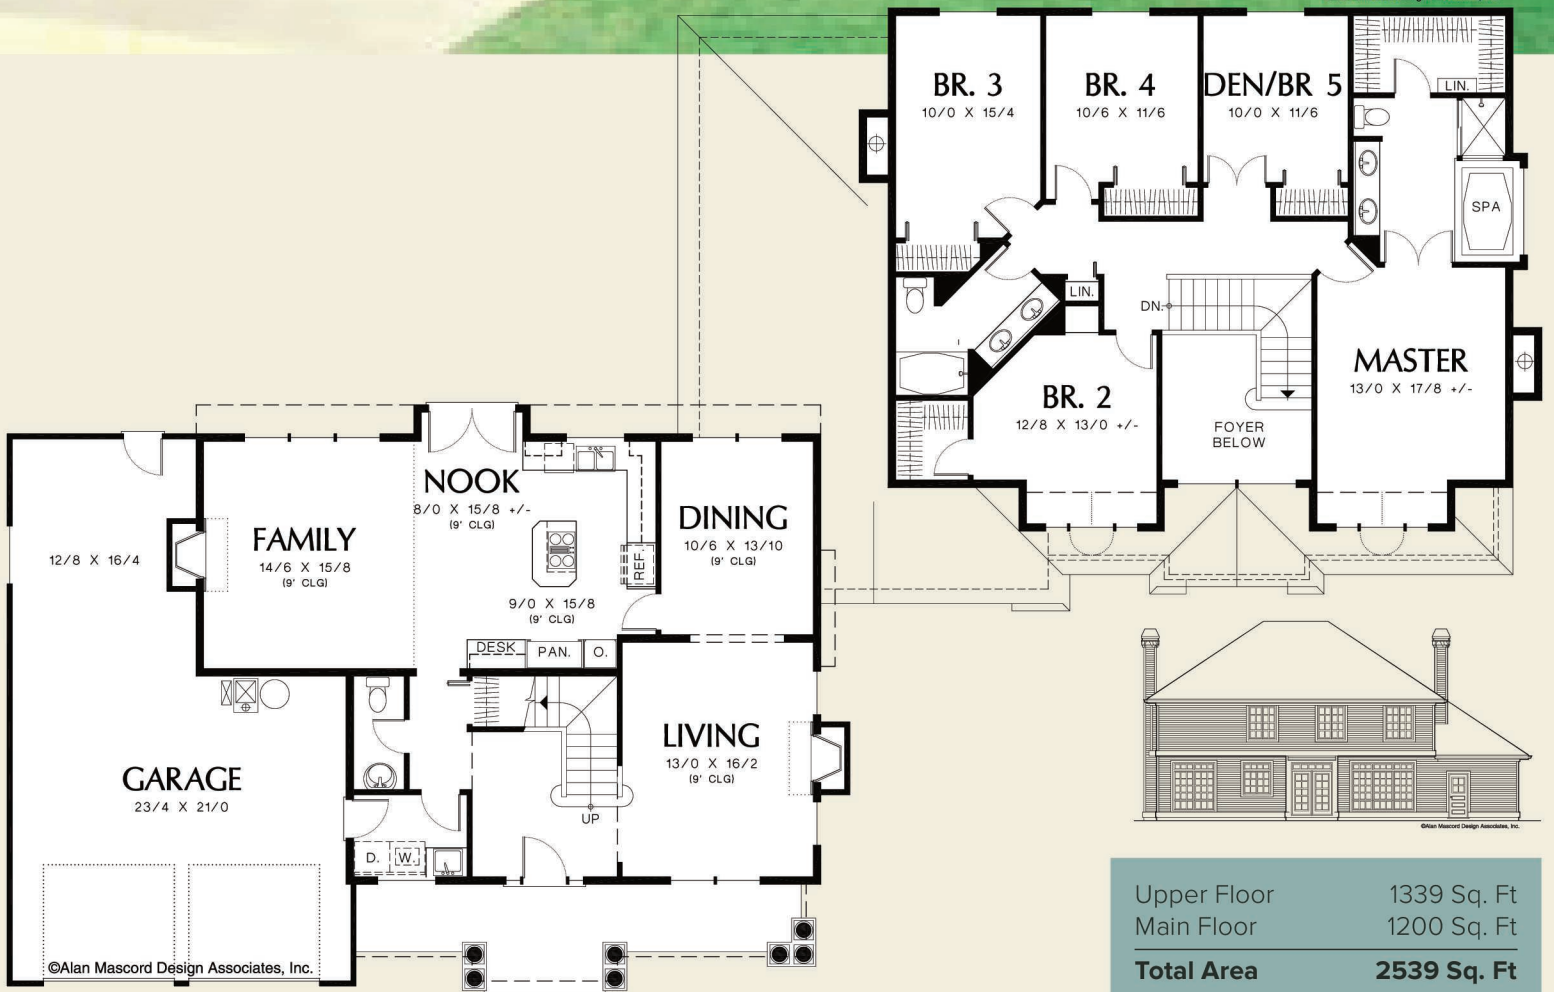 BR. 3
10/0 X 15/4
BR. 4
10/6 X 11/6
DEN/BR 5
10/0 X 11/6
LIN.
SPA
LIN.
DN.
MASTER
13/0 X 17/8 +/-
BR. 2
12/8 X 13/0 +/-
FOYER
BELOW
NOOK
8/0 X 15/8 +/-
(9' CLG)
FAMILY
14/6 X 15/8
(9' CLG)
12/8 X 16/4
DINING
10/6 X 13/10
(9' CLG)
REF.
9/0 X 15/8
(9' CLG)
DESK
PAN.
O.
LIVING
13/0 X 16/2
(9' CLG)
GARAGE
23/4 X 21/0
UP
D.
W.
©Alan Mascord Design Associates, Inc.
©Alan Mascord Design Associates, Inc.
Upper Floor 1339 Sq. Ft
Main Floor 1200 Sq. Ft
Total Area 2539 Sq. Ft